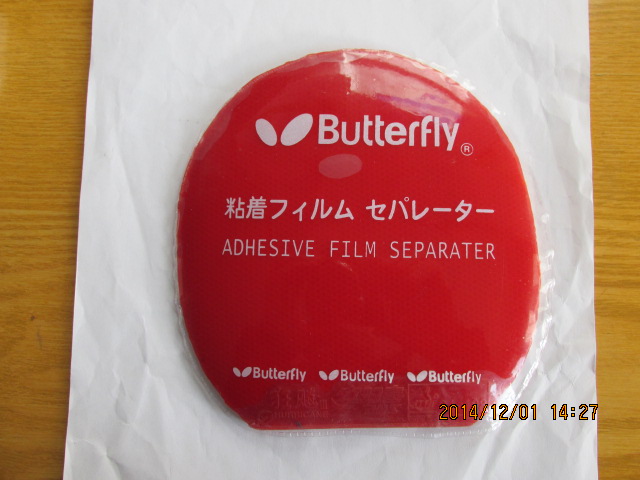 Butterfly ®
粘着フィルム セパレーター
ADHESIVE FILM SEPARATER
Butterfly Butterfly Butterfly
2014/12/01 14:27